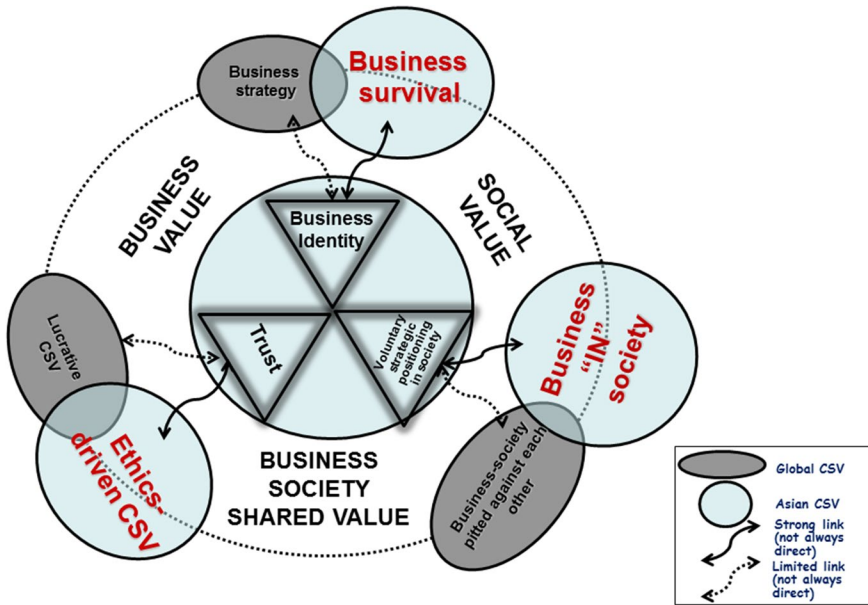 Business
strategy
Business
survival
BUSINESS
VALUE
SOCIAL
VALUE
Business
Identity
Trust
Voluntary
strategic
positioning
in society
Lucrative
CSV
Ethics-
driven CSV
Business
“IN”
society
Business-society
pitted against each
other
BUSINESS
SOCIETY
SHARED VALUE
Global CSV
Asian CSV
Strong link
(not always
direct)
Limited link
(not always
direct)